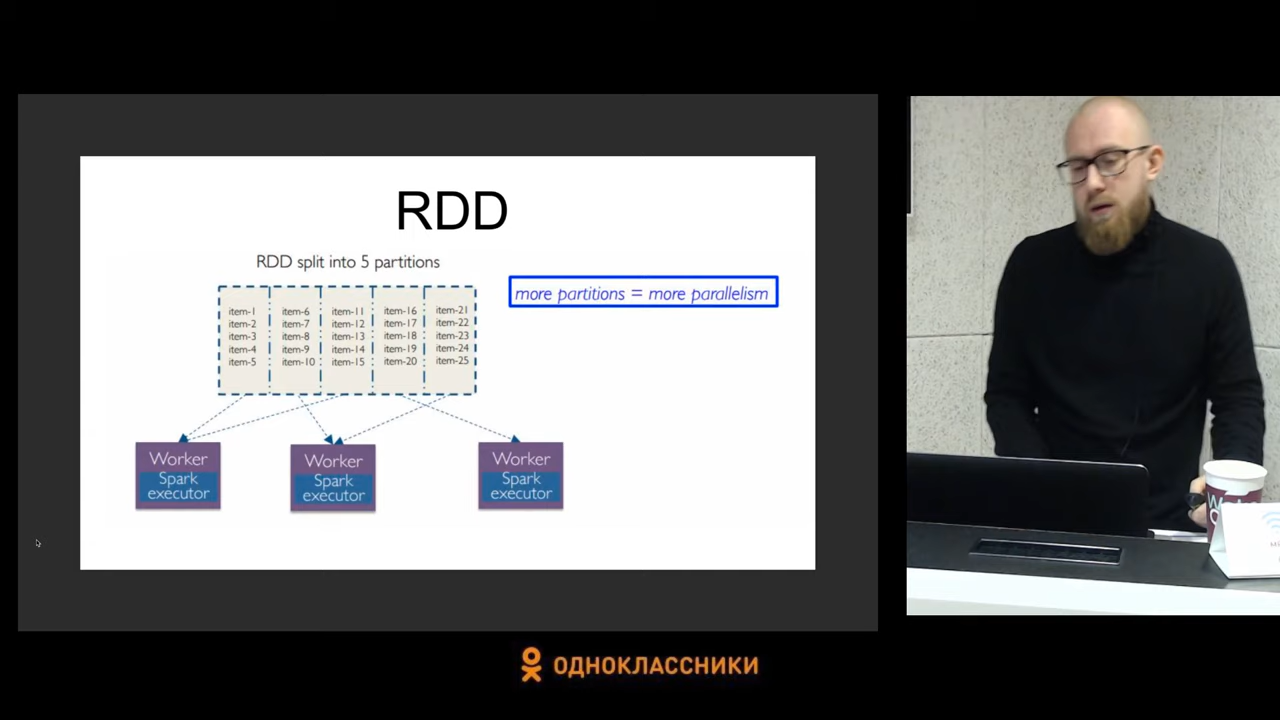 RDD
RDD split into 5 partitions
more partitions = more parallelism
item-1
item-2
item-3
item-4
item-5
item-6
item-7
item-8
item-9
item-10
item-11
item-12
item-13
item-14
item-15
item-16
item-17
item-18
item-19
item-20
item-21
item-22
item-23
item-24
item-25
Worker
Spark
executor
Worker
Spark
executor
Worker
Spark
executor
ОДНОКЛАССНИКИ